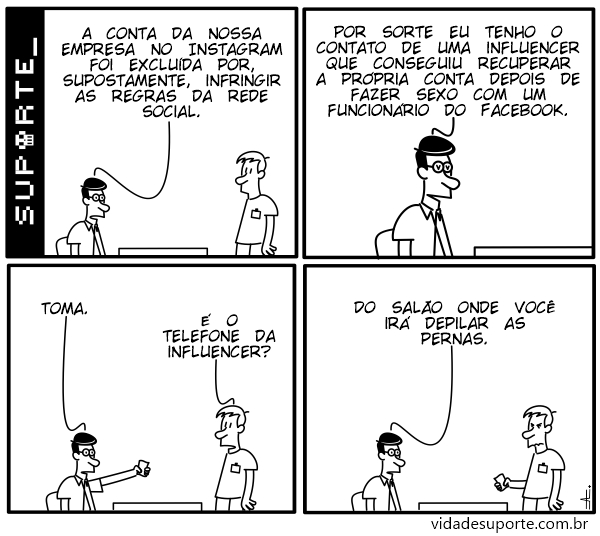 SUPORTE_
A CONTA DA NOSSA
EMPRESA NO INSTAGRAM
FOI EXCLUÍDA POR,
SUPOSTAMENTE, INFRINGIR
AS REGRAS DA REDE
SOCIAL.
POR SORTE EU TENHO O
CONTATO DE UMA INFLUENCER
QUE CONSEGUIU RECUPERAR
A PRÓPRIA CONTA DEPOIS DE
FAZER SEXO COM UM
FUNCIONÁRIO DO FACEBOOK.
TOMA.
É O
TELEFONE DA
INFLUENCER?
DO SALÃO ONDE VOCÊ
IRÁ DEPILAR AS
PERNAS.
vidadesuporte.com.br